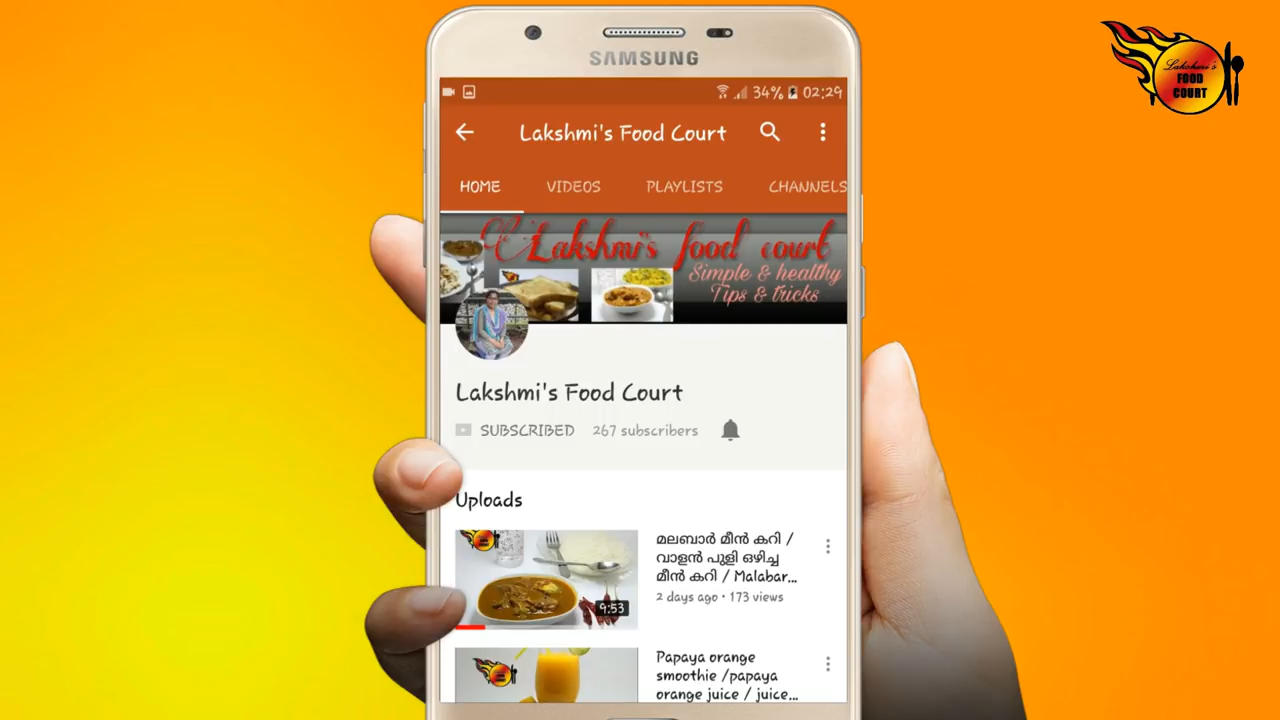 SAMSUNG
34% 02:29
Lakshmi's Food Court
HOME VIDEOS PLAYLISTS CHANNELS
Lakshmi's food court
Simple & healthy
Tips & tricks
Lakshmi's Food Court
SUBSCRIBED 267 subscribers
Uploads
മലബാർ മീൻ കറി /
വാളൻ പുളി ഒഴിച്ച
മീൻ കറി / Malabar...
2 days ago • 173 views
9:53
Papaya orange
smoothie /papaya
orange juice / juice...
Lakshmi's
FOOD
COURT